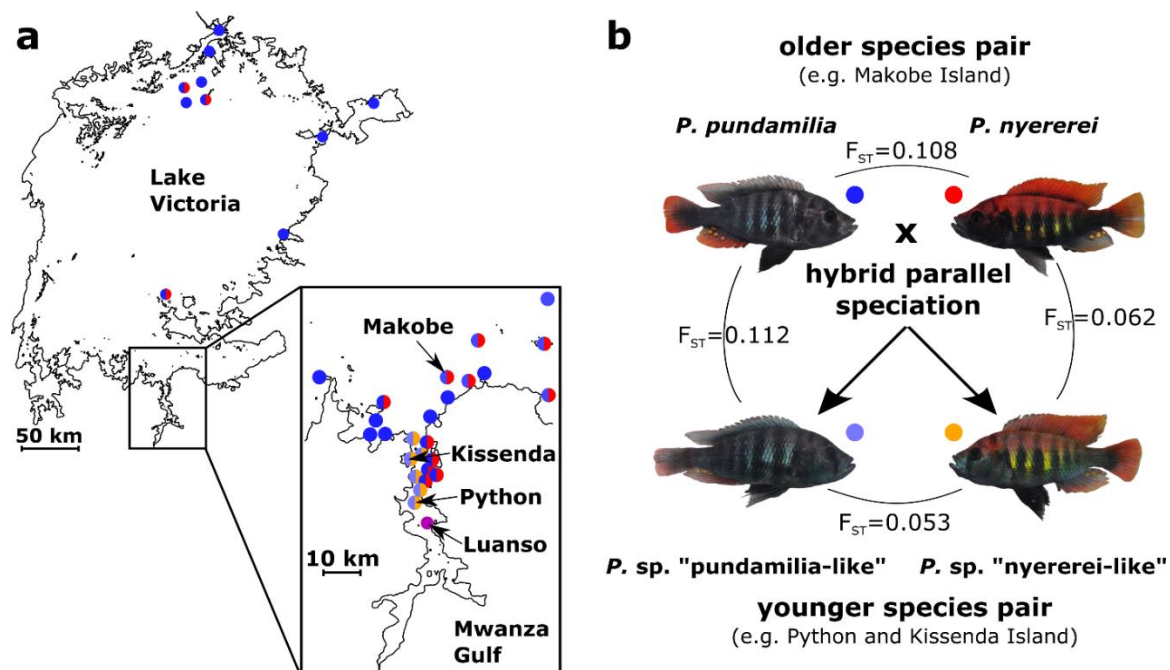 a
Lake
Victoria
50 km
Makobe
Kissenda
Python
Luanso
10 km
Mwanza
Gulf
b
older species pair
(e.g. Makobe Island)
P. pundamilia
P. nyererei
FST=0.108
x
hybrid parallel
speciation
FST=0.112
FST=0.062
FST=0.053
P. sp. "pundamilia-like"
P. sp. "nyererei-like"
younger species pair
(e.g. Python and Kissenda Island)